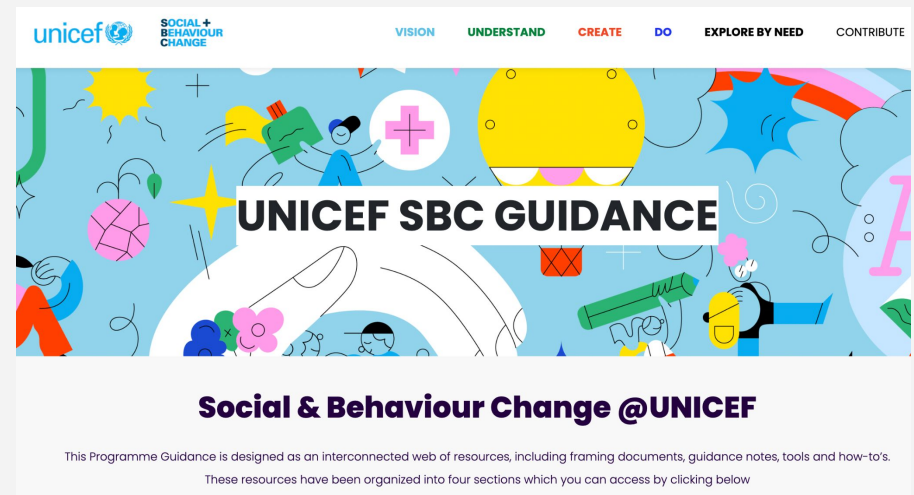 unicef
SOCIAL +
BEHAVIOUR
CHANGE
VISION UNDERSTAND CREATE DO EXPLORE BY NEED CONTRIBUTE
UNICEF SBC GUIDANCE
Social & Behaviour Change @UNICEF
This Programme Guidance is designed as an interconnected web of resources, including framing documents, guidance notes, tools and how-to's.
These resources have been organized into four sections which you can access by clicking below